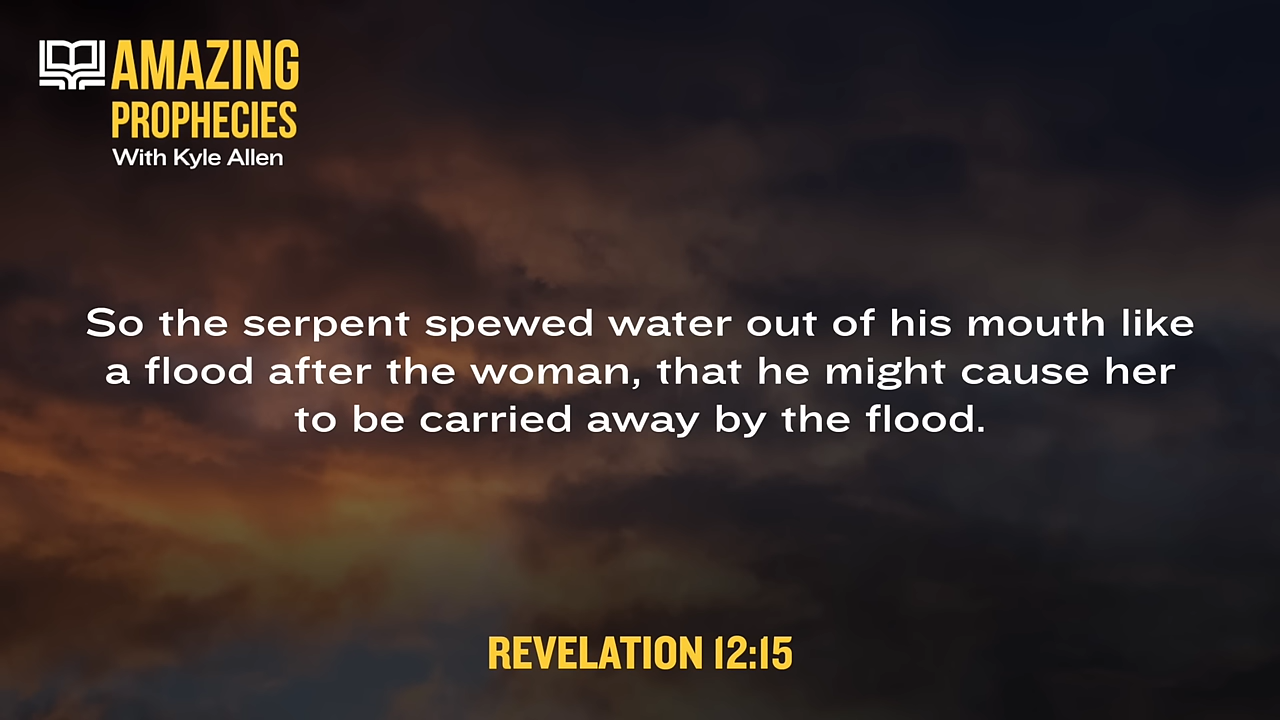 AMAZING
PROPHECIES
With Kyle Allen
So the serpent spewed water out of his mouth like
a flood after the woman, that he might cause her
to be carried away by the flood.
REVELATION 12:15